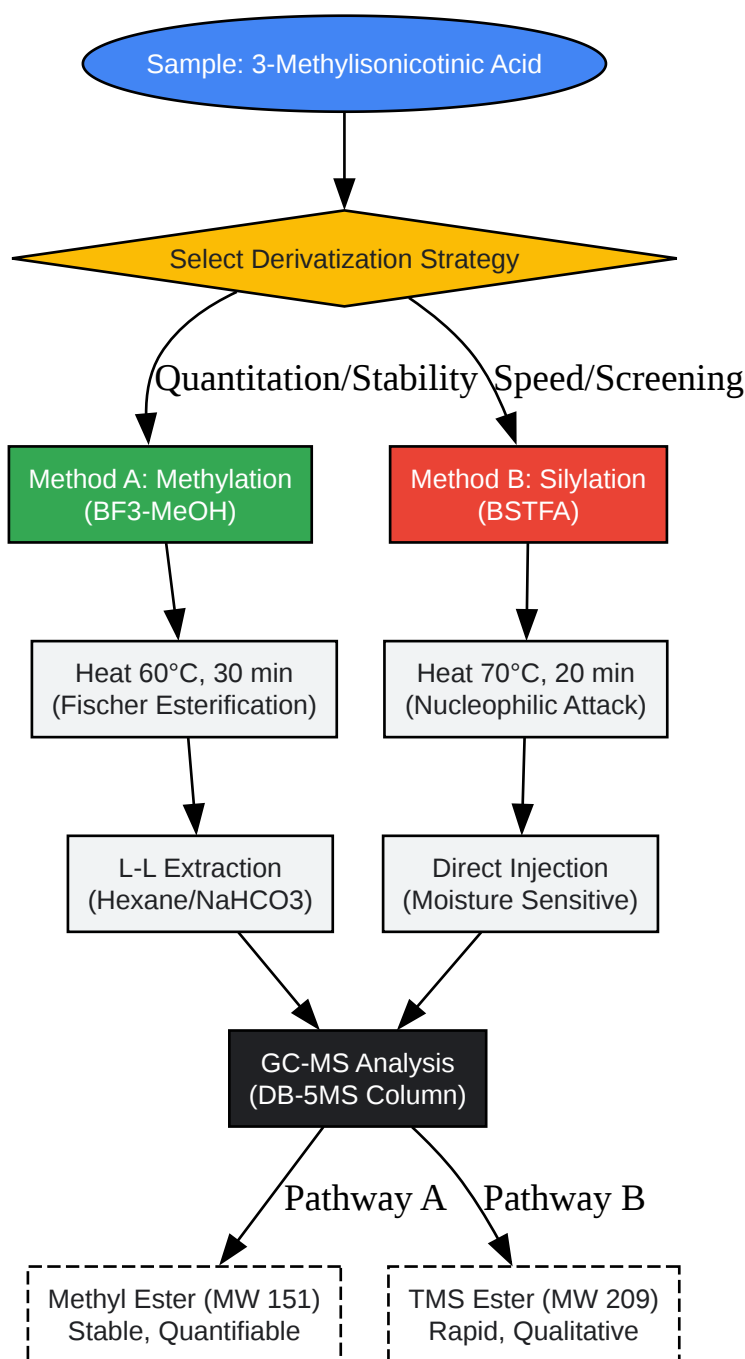 Sample: 3-Methylisonicotinic Acid
Select Derivatization Strategy
Quantitation/Stability
Speed/Screening
Method A: Methylation
(BF3-MeOH)
Method B: Silylation
(BSTFA)
Heat 60°C, 30 min
(Fischer Esterification)
Heat 70°C, 20 min
(Nucleophilic Attack)
L-L Extraction
(Hexane/NaHCO3)
Direct Injection
(Moisture Sensitive)
GC-MS Analysis
(DB-5MS Column)
Pathway A
Pathway B
Methyl Ester (MW 151)
Stable, Quantifiable
TMS Ester (MW 209)
Rapid, Qualitative